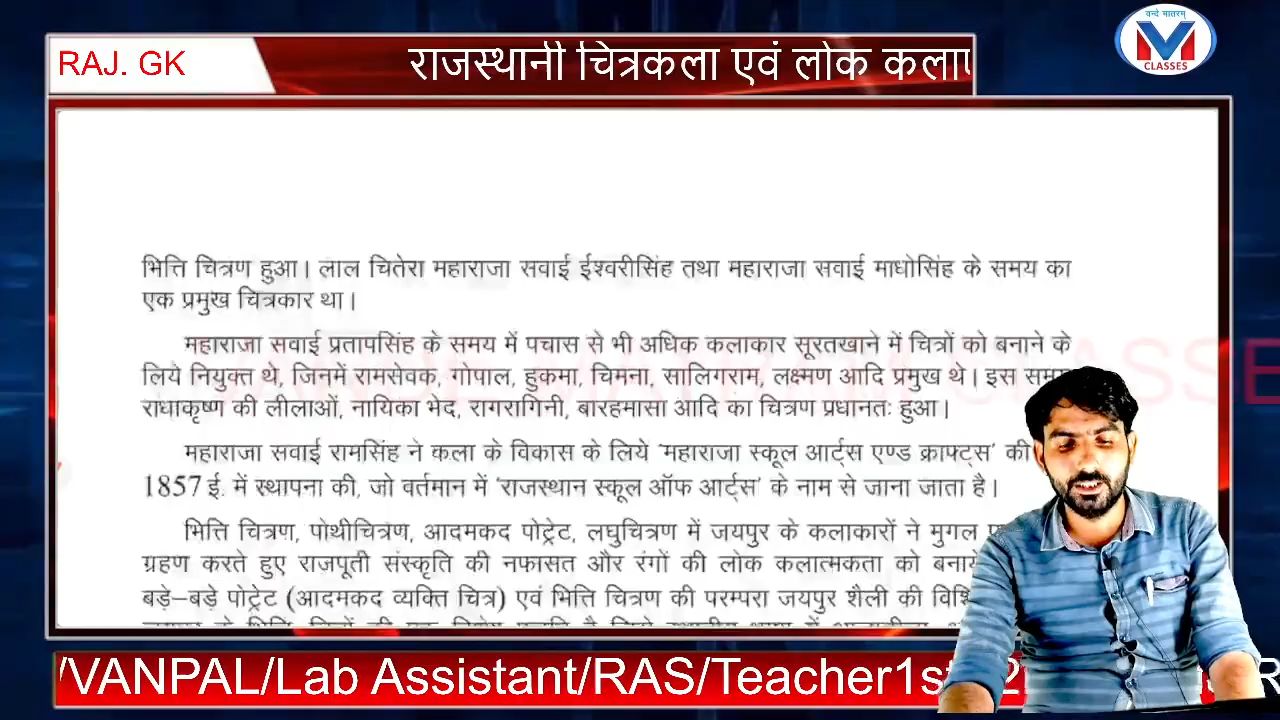 वन्दे मातरम्
CLASSES
RAJ. GK
राजस्थानी चित्रकला एवं लोक
भित्ति चित्रण हुआ। लाल चितेरा महाराजा सवाई ईश्वरीसिंह तथा महाराजा सवाई माधोसिंह के समय का
एक प्रमुख चित्रकार था।
महाराजा सवाई प्रतापसिंह के समय में पचास से भी अधिक कलाकार सूरतखाने में चित्रों को बनाने के
लिये नियुक्त थे, जिनमें रामसेवक, गोपाल, हुकमा, चिमना, सालिगराम, लक्ष्मण आदि प्रमुख थे। इस
राधाकृष्ण की लीलाओं, नायिका भेद, रागरागिनी, बारहमासा आदि का चित्रण प्रधानतः हुआ।
महाराजा सवाई रामसिंह ने कला के विकास के लिये 'महाराजा स्कूल आर्ट्स एण्ड क्राफ्ट्स' की
1857 ई. में स्थापना की, जो वर्तमान में 'राजस्थान स्कूल ऑफ आर्ट्स' के नाम से जाना जाता है।
भित्ति चित्रण, पोथीचित्रण, आदमकद पोट्रेट, लघुचित्रण में जयपुर के कलाकारों ने मुगल
ग्रहण करते हुए राजपूती संस्कृति की नफासत और रंगों की लोक कलात्मकता को
बड़े–बड़े पोट्रेट (आदमकद व्यक्ति चित्र) एवं भित्ति चित्रण की परम्परा जयपुर शैली की
/VANPAL/Lab Assistant/RAS/Teacher1st